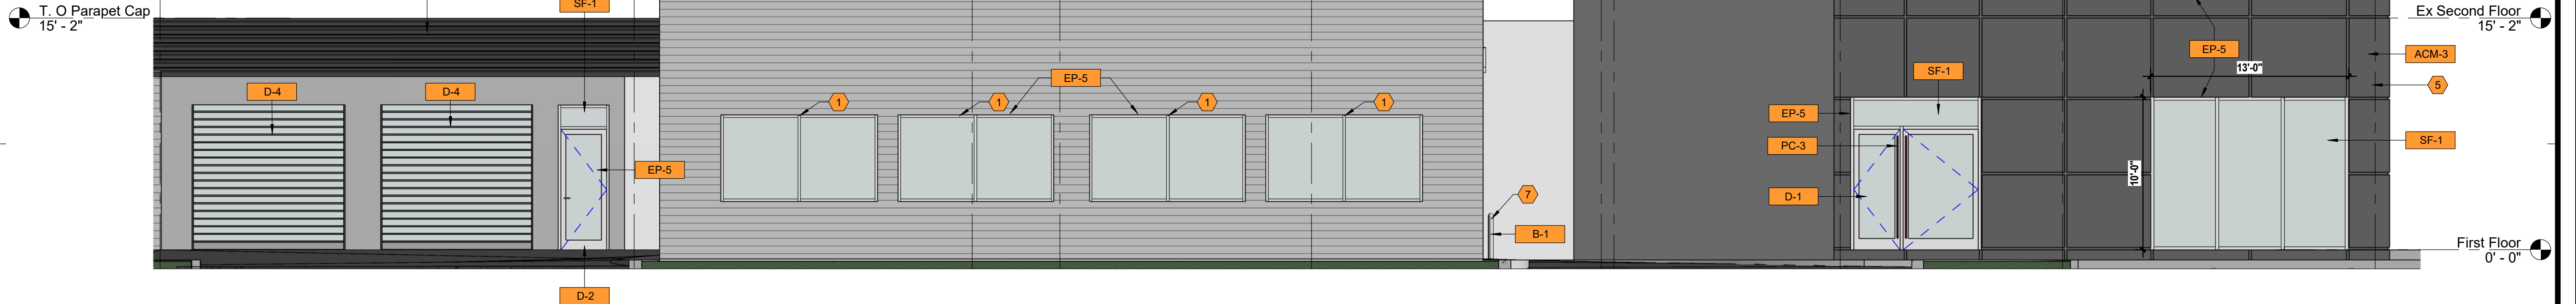 T. O Parapet Cap
15' - 2"
SF-1
Ex Second Floor
15' - 2"
EP-5
ACM-3
13'-0"
SF-1
EP-5
D-4
D-4
5
1
1
1
1
EP-5
PC-3
SF-1
EP-5
10'-0"
D-1
7
B-1
First Floor
0' - 0"
D-2